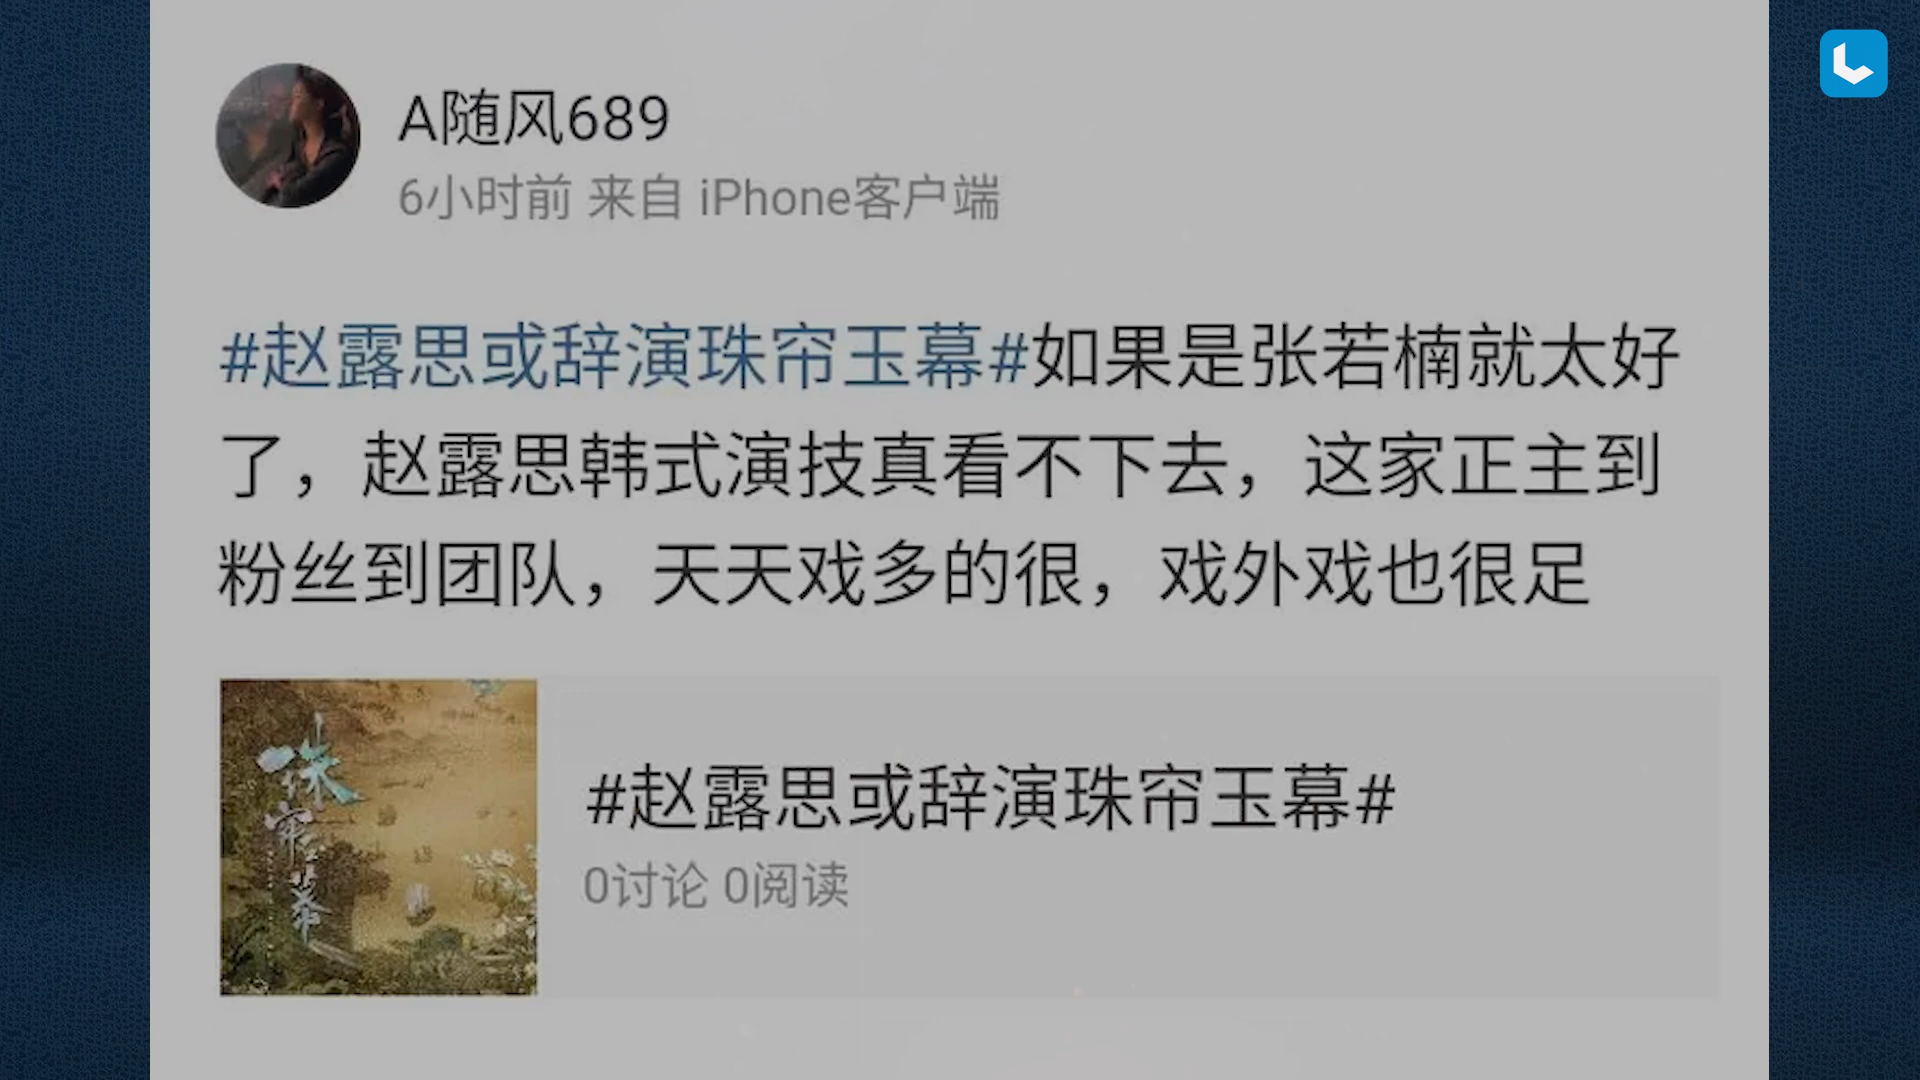 A随风689
6小时前 来自 iPhone客户端
#赵露思或辞演珠帘玉幕#如果是张若楠就太好
了，赵露思韩式演技真看不下去，这家正主到
粉丝到团队，天天戏多的很，戏外戏也很足
珠帘玉幕
#赵露思或辞演珠帘玉幕#
0讨论 0阅读